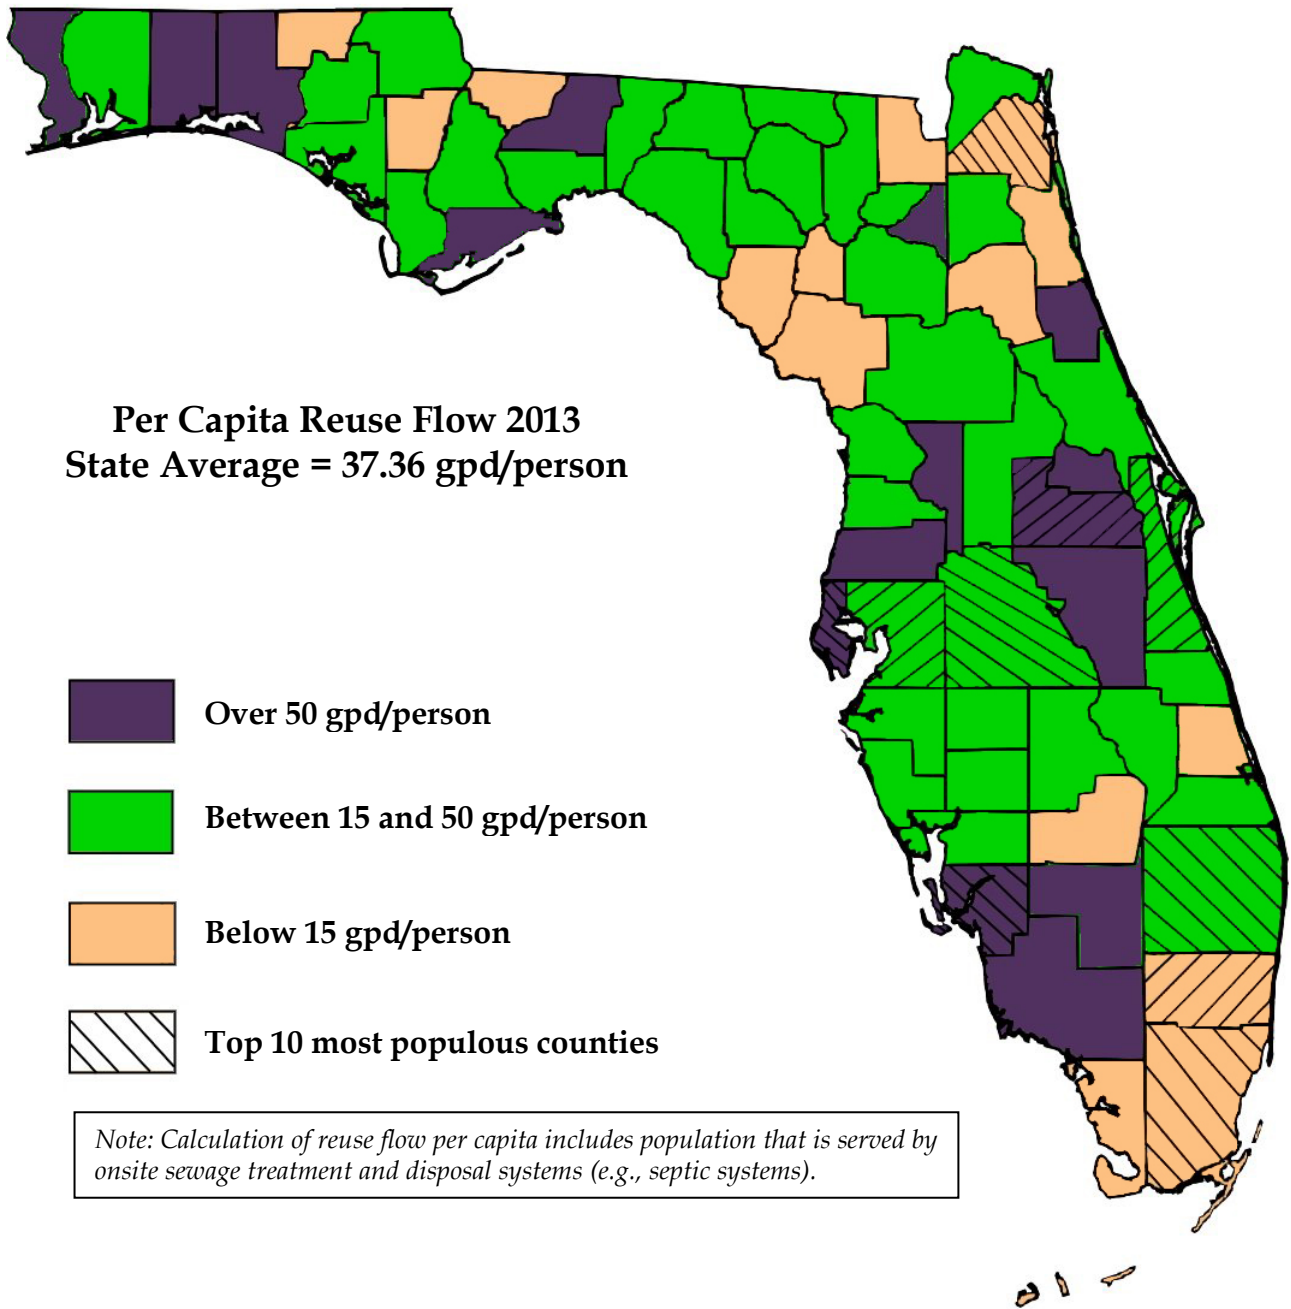 Per Capita Reuse Flow 2013
State Average = 37.36 gpd/person
Over 50 gpd/person
Between 15 and 50 gpd/person
Below 15 gpd/person
Top 10 most populous counties
Note: Calculation of reuse flow per capita includes population that is served by
onsite sewage treatment and disposal systems (e.g., septic systems).